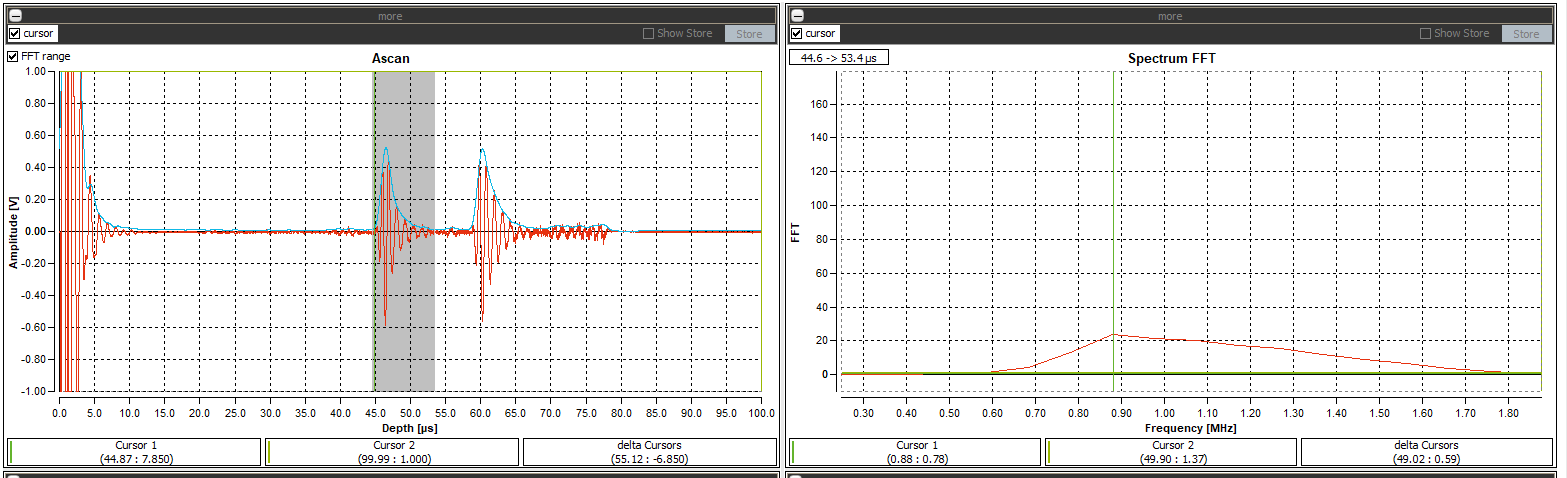 more
cursor
Show Store
Store
FFT range
Ascan
Amplitude [V]
1.00
0.80
0.60
0.40
0.20
0.00
-0.20
-0.40
-0.60
-0.80
-1.00
0.0 5.0 10.0 15.0 20.0 25.0 30.0 35.0 40.0 45.0 50.0 55.0 60.0 65.0 70.0 75.0 80.0 85.0 90.0 95.0 100.0
Depth [µs]
Cursor 1
(44.87 : 7.850)
Cursor 2
(99.99 : 1.000)
delta Cursors
(55.12 : -6.850)
more
cursor
Show Store
Store
44.6 -> 53.4 µs
Spectrum FFT
FFT
160
140
120
100
80
60
40
20
0
0.30 0.40 0.50 0.60 0.70 0.80 0.90 1.00 1.10 1.20 1.30 1.40 1.50 1.60 1.70 1.80
Frequency [MHz]
Cursor 1
(0.88 : 0.78)
Cursor 2
(49.90 : 1.37)
delta Cursors
(49.02 : 0.59)